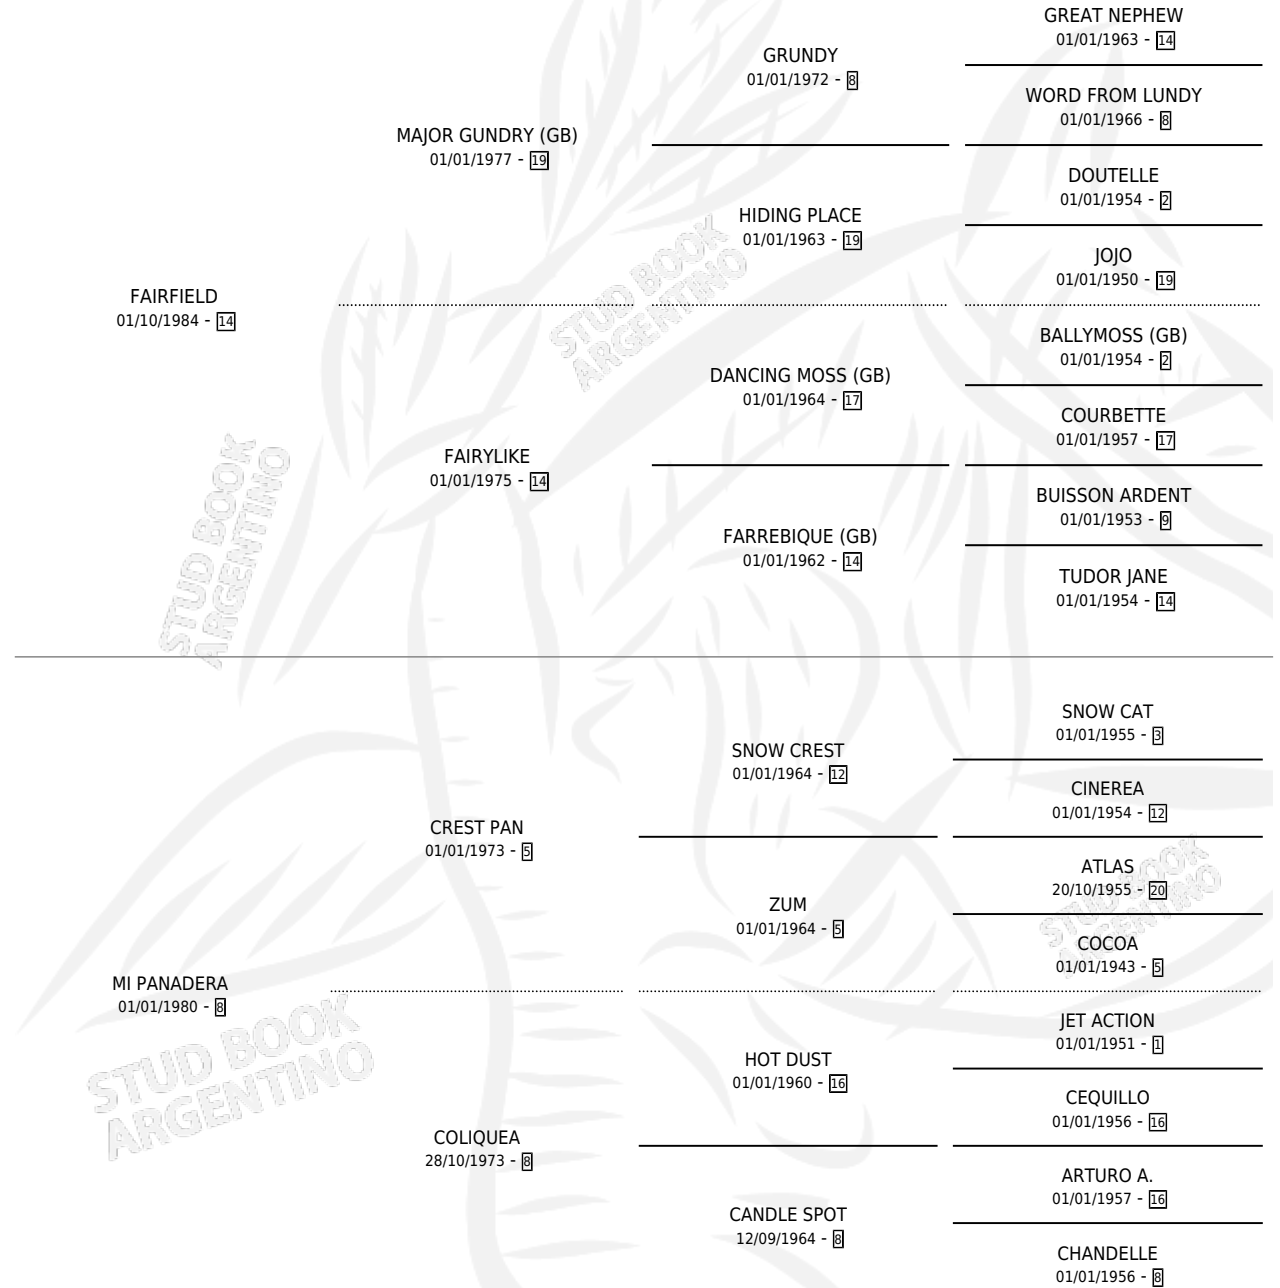 GREAT NEPHEW
01/01/1963 - 14
GRUNDY
01/01/1972 - 8
WORD FROM LUNDY
01/01/1966 - 8
MAJOR GUNDRY (GB)
01/01/1977 - 19
DOUTELLE
01/01/1954 - 2
HIDING PLACE
01/01/1963 - 19
JOJO
01/01/1950 - 19
FAIRFIELD
01/10/1984 - 14
STUD BOOK
ARGENTINO
BALLYMOSS (GB)
01/01/1954 - 2
DANCING MOSS (GB)
01/01/1964 - 17
COURBETTE
01/01/1957 - 17
FAIRYLIKE
01/01/1975 - 14
BUISSON ARDENT
01/01/1953 - 9
FARREBIQUE (GB)
01/01/1962 - 14
TUDOR JANE
01/01/1954 - 14
STUD BOOK
ARGENTINO
SNOW CAT
01/01/1955 - 3
SNOW CREST
01/01/1964 - 12
CINEREA
01/01/1954 - 12
CREST PAN
01/01/1973 - 5
ATLAS
20/10/1955 - 20
ZUM
01/01/1964 - 5
STUD BOOK
ARGENTINO
COCOA
01/01/1943 - 5
MI PANADERA
01/01/1980 - 8
JET ACTION
01/01/1951 - 1
HOT DUST
01/01/1960 - 16
STUD BOOK
ARGENTINO
CEQUILLO
01/01/1956 - 16
COLIQUEA
28/10/1973 - 8
ARTURO A.
01/01/1957 - 16
CANDLE SPOT
12/09/1964 - 8
CHANDELLE
01/01/1956 - 8